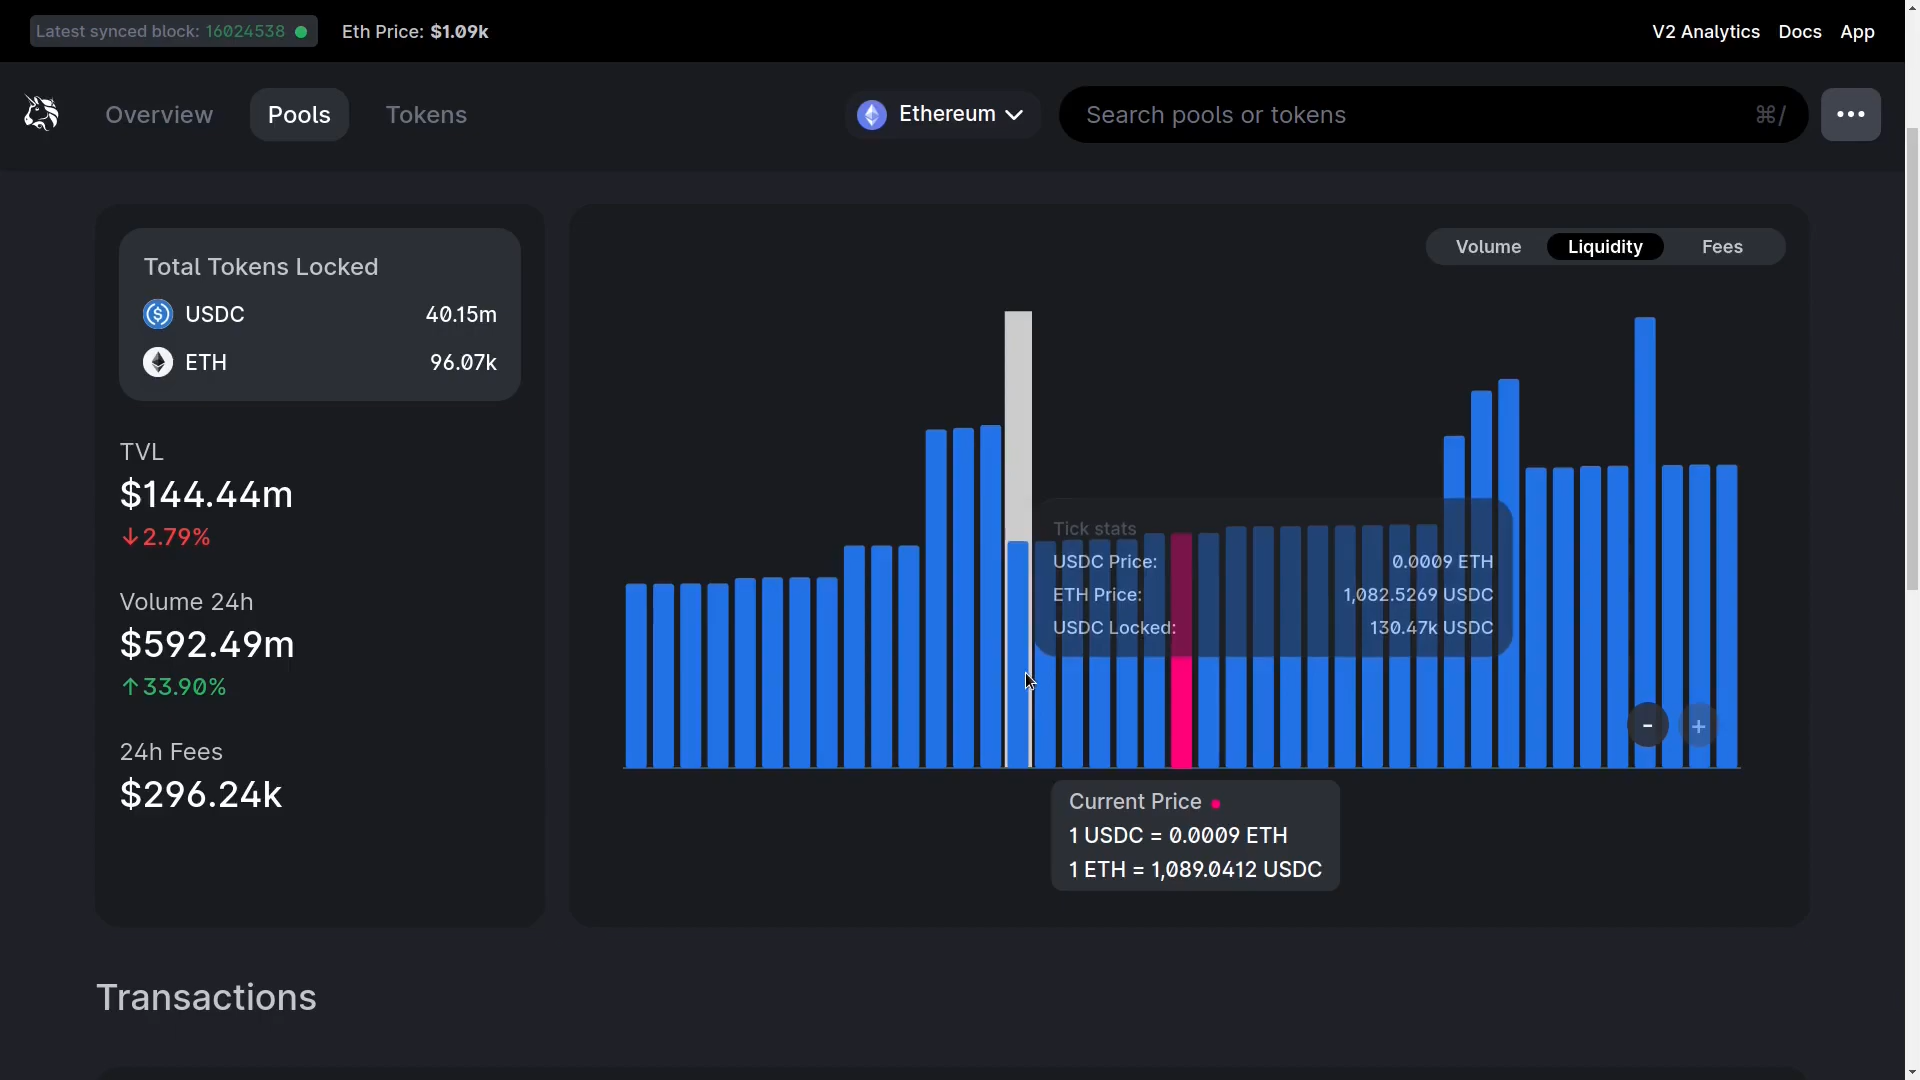 Latest synced block: 16024538
Eth Price: $1.09k
V2 Analytics Docs App
Overview Pools Tokens
Ethereum
Search pools or tokens ⌘/
Total Tokens Locked
USDC 40.15m
ETH 96.07k
TVL
$144.44m
↓2.79%
Volume 24h
$592.49m
↑33.90%
24h Fees
$296.24k
Volume Liquidity Fees
Tick stats
USDC Price: 0.0009 ETH
ETH Price: 1,082.5269 USDC
USDC Locked: 130.47k USDC
- +
Current Price
1 USDC = 0.0009 ETH
1 ETH = 1,089.0412 USDC
Transactions